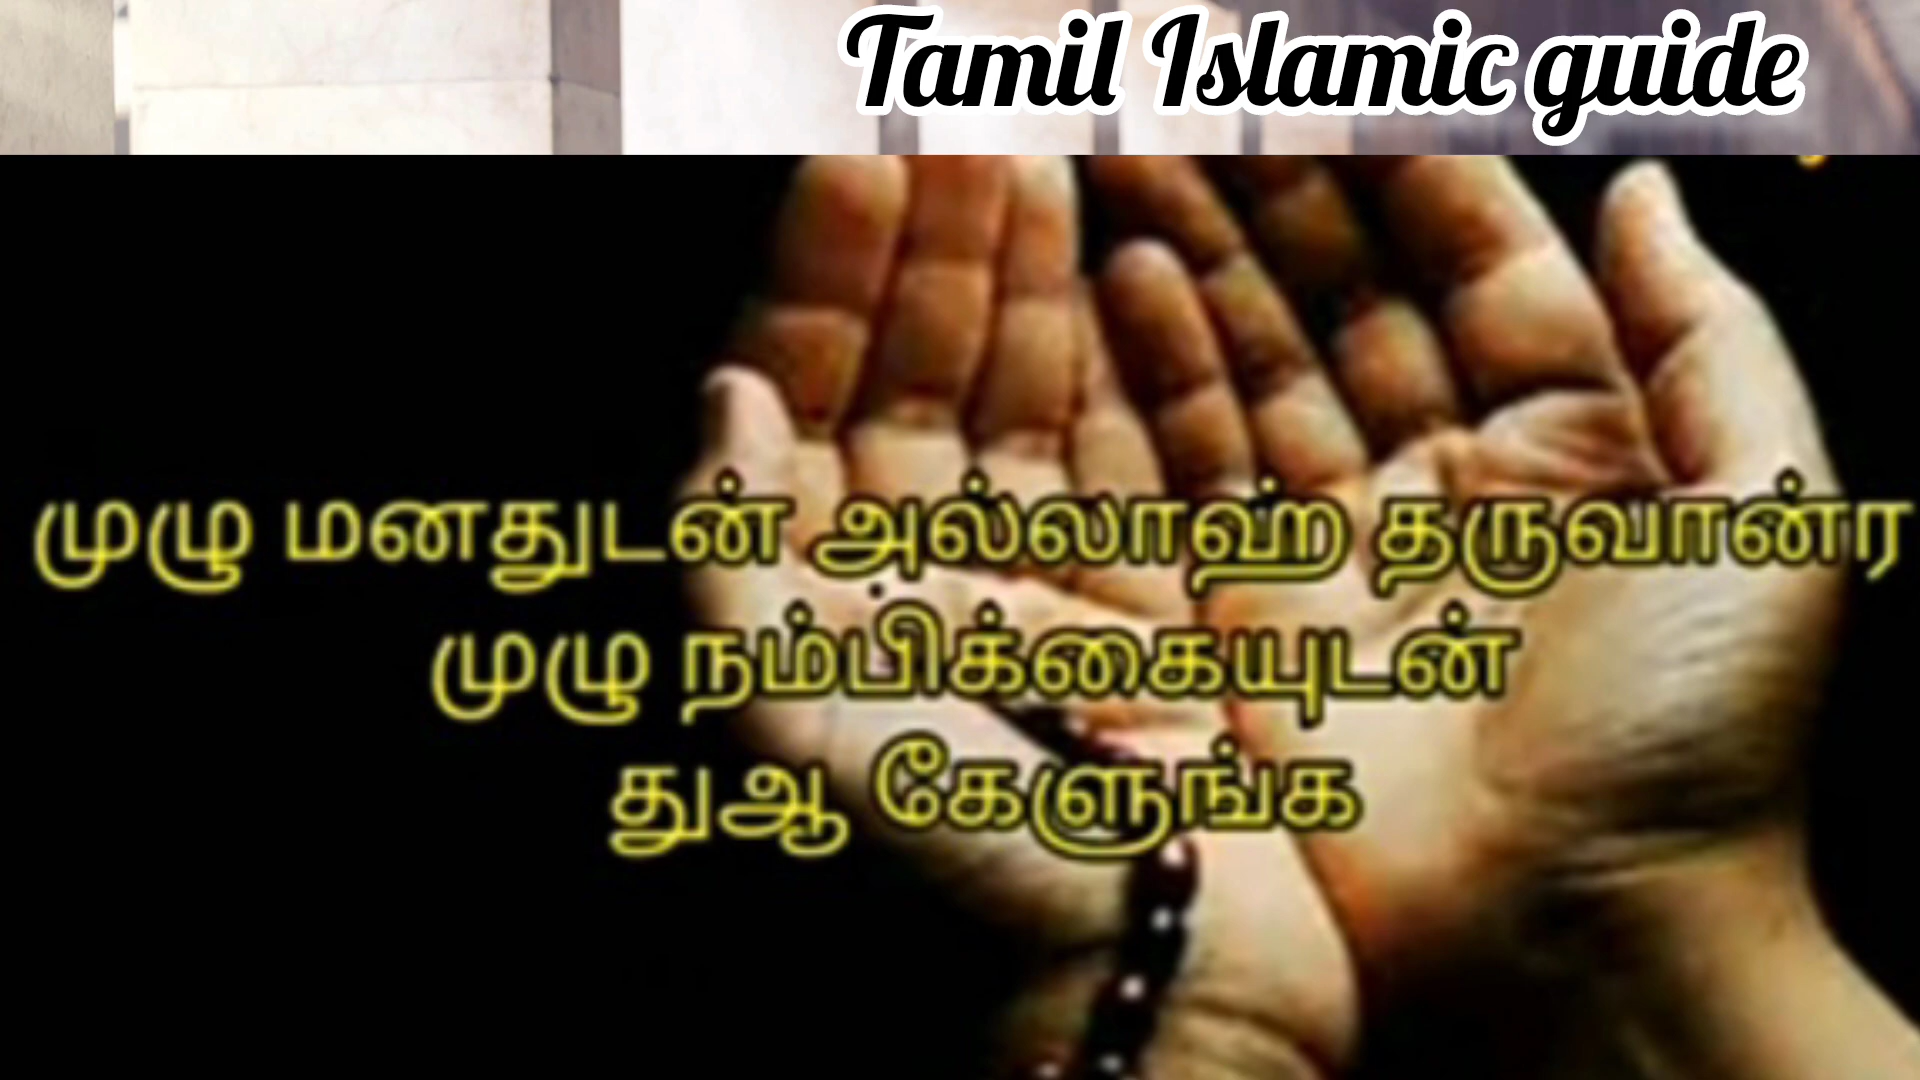 Tamil Islamic guide
முழு மனதுடன் அல்லாஹ் தருவான்ர
முழு நம்பிக்கையுடன்
துஆ கேளுங்க